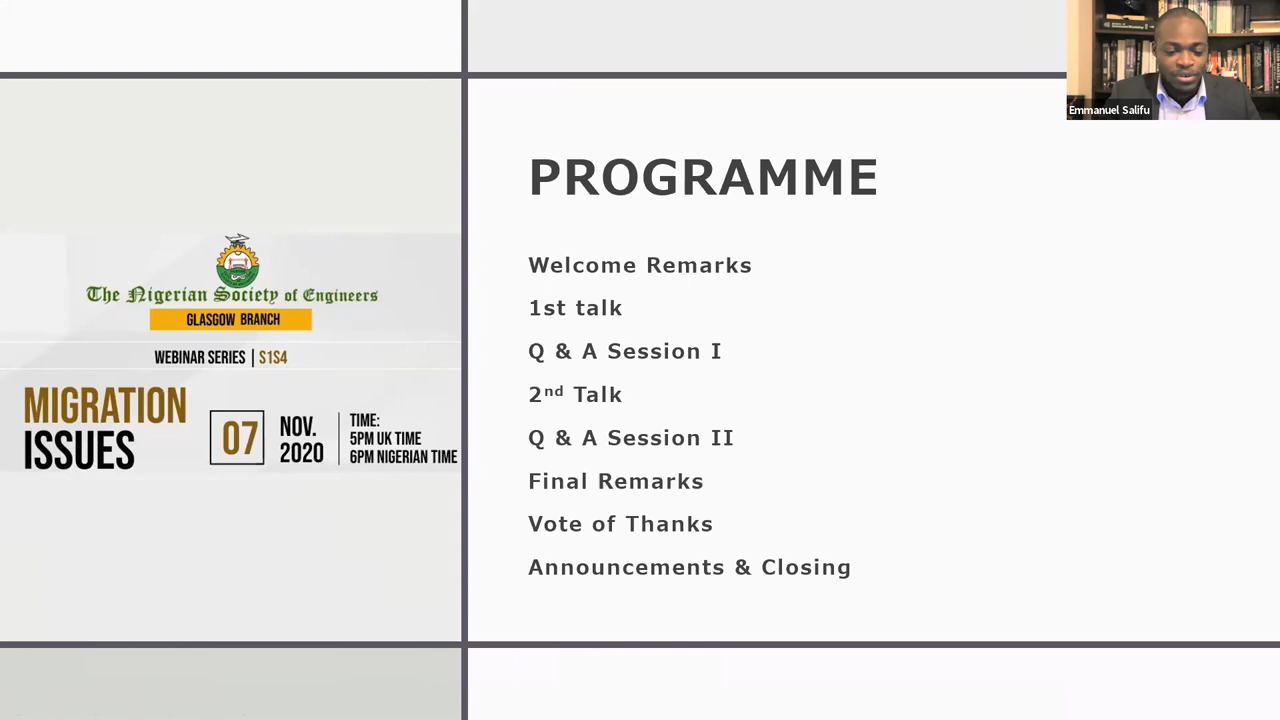 The Nigerian Society of Engineers
GLASGOW BRANCH
WEBINAR SERIES | S1S4
MIGRATION
ISSUES
07
NOV.
2020
TIME:
5PM UK TIME
6PM NIGERIAN TIME
PROGRAMME
Welcome Remarks
1st talk
Q & A Session I
2nd Talk
Q & A Session II
Final Remarks
Vote of Thanks
Announcements & Closing
Emmanuel Salifu